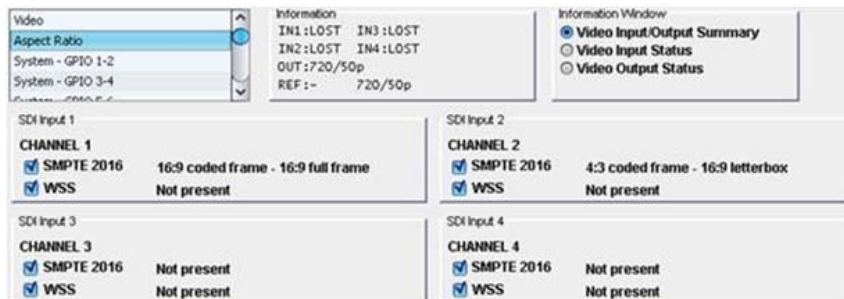 Video
Aspect Ratio
System - GPIO 1-2
System - GPIO 3-4
Information
IN1:LOST IN3:LOST
IN2:LOST IN4:LOST
OUT:720/50p
REF:- 720/50p
Information Window
Video Input/Output Summary
Video Input Status
Video Output Status
SDI Input 1
CHANNEL 1
SMPTE 2016 16:9 coded frame - 16:9 full frame
WSS Not present
SDI Input 2
CHANNEL 2
SMPTE 2016 4:3 coded frame - 16:9 letterbox
WSS Not present
SDI Input 3
CHANNEL 3
SMPTE 2016 Not present
WSS Not present
SDI Input 4
CHANNEL 4
SMPTE 2016 Not present
WSS Not present